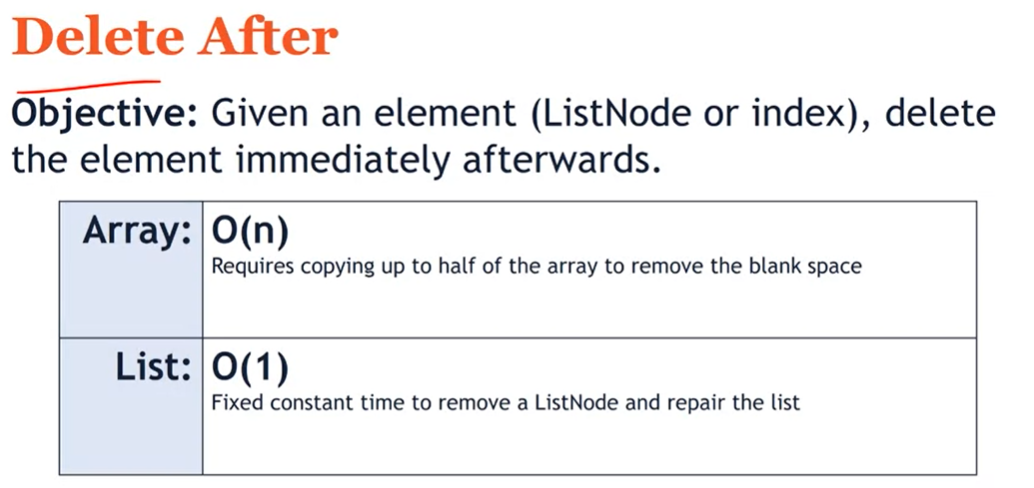 Delete After
Objective: Given an element (ListNode or index), delete
the element immediately afterwards.
Array: O(n)
Requires copying up to half of the array to remove the blank space
List: O(1)
Fixed constant time to remove a ListNode and repair the list